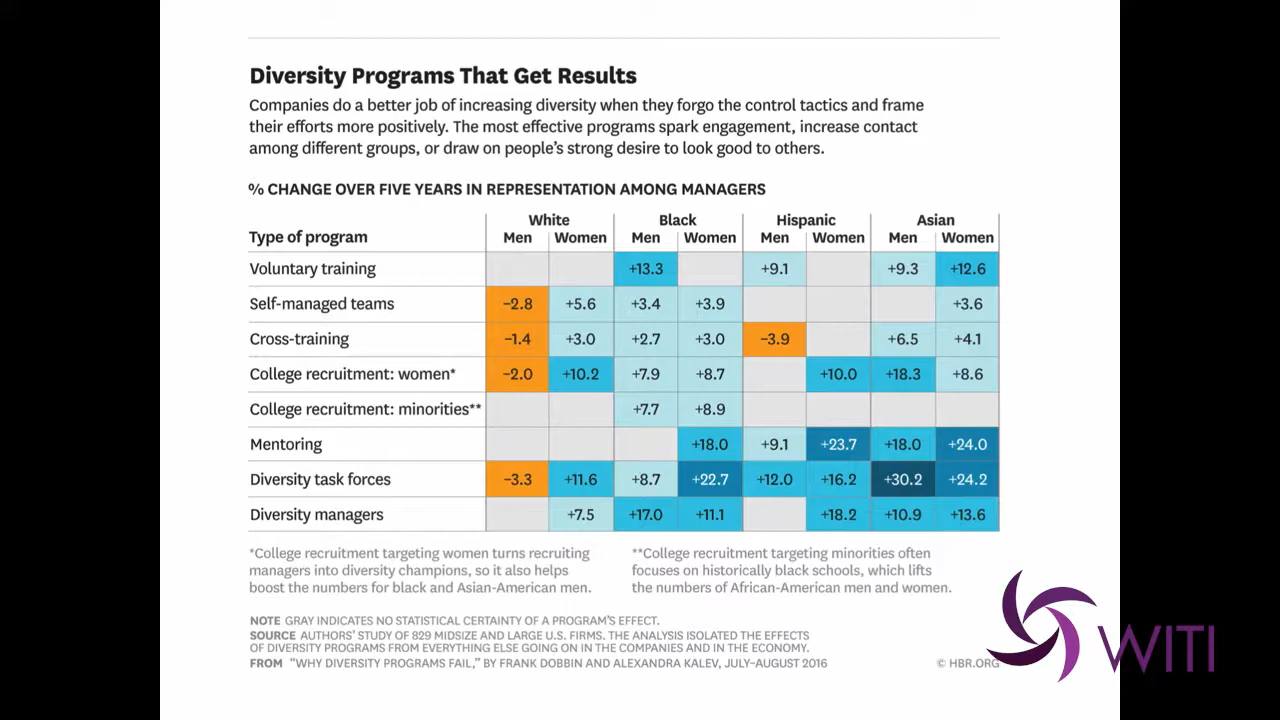 Diversity Programs That Get Results
Companies do a better job of increasing diversity when they forgo the control tactics and frame
their efforts more positively. The most effective programs spark engagement, increase contact
among different groups, or draw on people's strong desire to look good to others.
% CHANGE OVER FIVE YEARS IN REPRESENTATION AMONG MANAGERS
White Black Hispanic Asian
Type of program Men Women Men Women Men Women Men Women
Voluntary training +13.3 +9.1 +9.3 +12.6
Self-managed teams −2.8 +5.6 +3.4 +3.9 +3.6
Cross-training −1.4 +3.0 +2.7 +3.0 −3.9 +6.5 +4.1
College recruitment: women* −2.0 +10.2 +7.9 +8.7 +10.0 +18.3 +8.6
College recruitment: minorities** +7.7 +8.9
Mentoring +18.0 +9.1 +23.7 +18.0 +24.0
Diversity task forces −3.3 +11.6 +8.7 +22.7 +12.0 +16.2 +30.2 +24.2
Diversity managers +7.5 +17.0 +11.1 +18.2 +10.9 +13.6
*College recruitment targeting women turns recruiting
managers into diversity champions, so it also helps
boost the numbers for black and Asian-American men.
**College recruitment targeting minorities often
focuses on historically black schools, which lifts
the numbers of African-American men and women.
NOTE GRAY INDICATES NO STATISTICAL CERTAINTY OF A PROGRAM'S EFFECT.
SOURCE AUTHORS' STUDY OF 829 MIDSIZE AND LARGE U.S. FIRMS. THE ANALYSIS ISOLATED THE EFFECTS
OF DIVERSITY PROGRAMS FROM EVERYTHING ELSE GOING ON IN THE COMPANIES AND IN THE ECONOMY.
FROM "WHY DIVERSITY PROGRAMS FAIL," BY FRANK DOBBIN AND ALEXANDRA KALEV, JULY–AUGUST 2016
© HBR.ORG
WITI